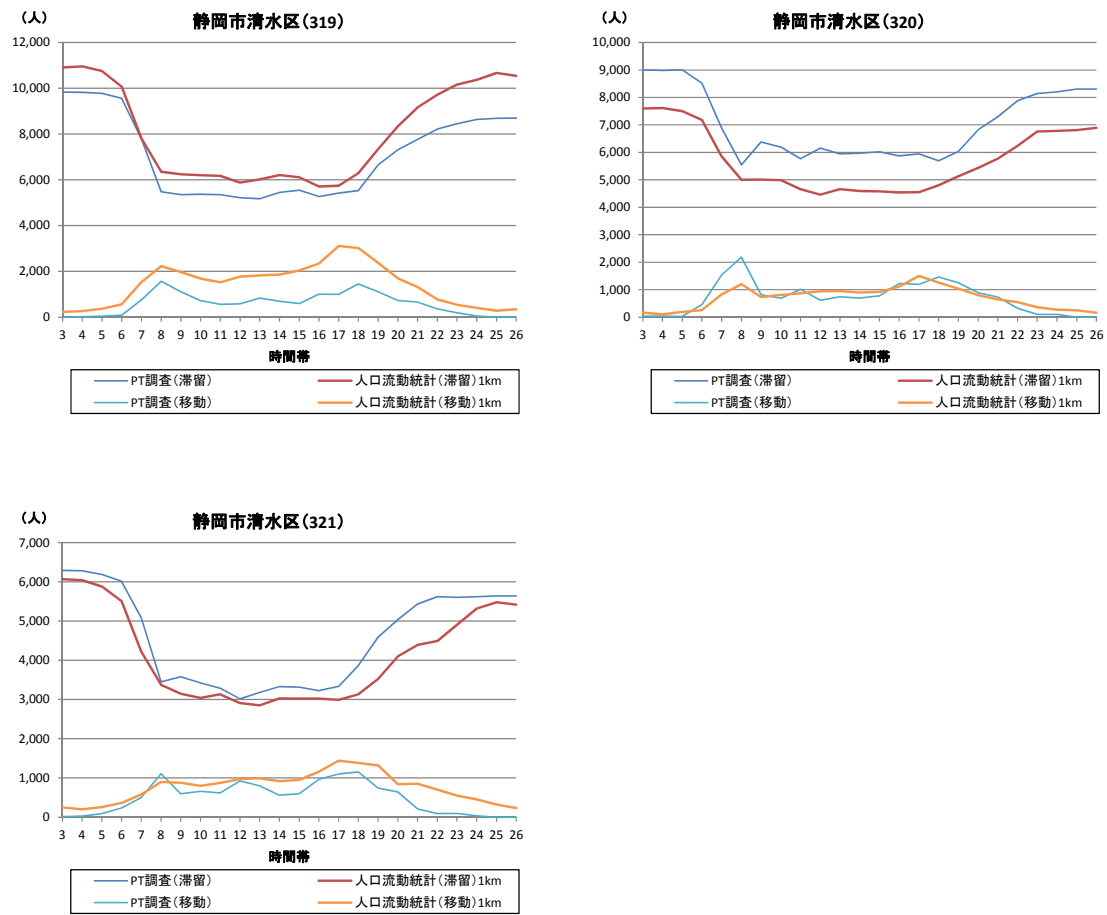 (人)
静岡市清水区(319)
12,000
10,000
8,000
6,000
4,000
2,000
0
3 4 5 6 7 8 9 10 11 12 13 14 15 16 17 18 19 20 21 22 23 24 25 26
時間帯
PT調査(滞留) 人口流動統計(滞留)1km
PT調査(移動) 人口流動統計(移動)1km
(人)
静岡市清水区(320)
10,000
9,000
8,000
7,000
6,000
5,000
4,000
3,000
2,000
1,000
0
3 4 5 6 7 8 9 10 11 12 13 14 15 16 17 18 19 20 21 22 23 24 25 26
時間帯
PT調査(滞留) 人口流動統計(滞留)1km
PT調査(移動) 人口流動統計(移動)1km
(人)
静岡市清水区(321)
7,000
6,000
5,000
4,000
3,000
2,000
1,000
0
3 4 5 6 7 8 9 10 11 12 13 14 15 16 17 18 19 20 21 22 23 24 25 26
時間帯
PT調査(滞留) 人口流動統計(滞留)1km
PT調査(移動) 人口流動統計(移動)1km